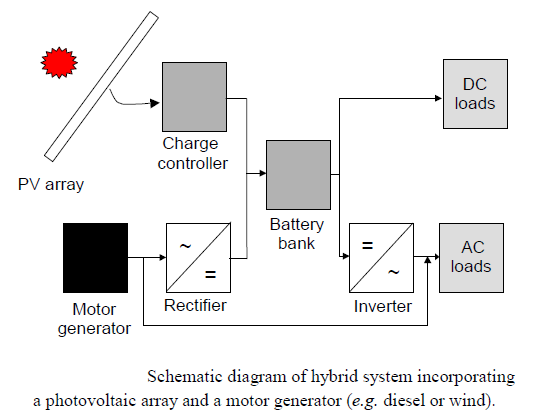 PV array
Charge
controller
Battery
bank
DC
loads
Motor
generator
~
=
Rectifier
=
~
Inverter
AC
loads
Schematic diagram of hybrid system incorporating
a photovoltaic array and a motor generator (e.g. diesel or wind).